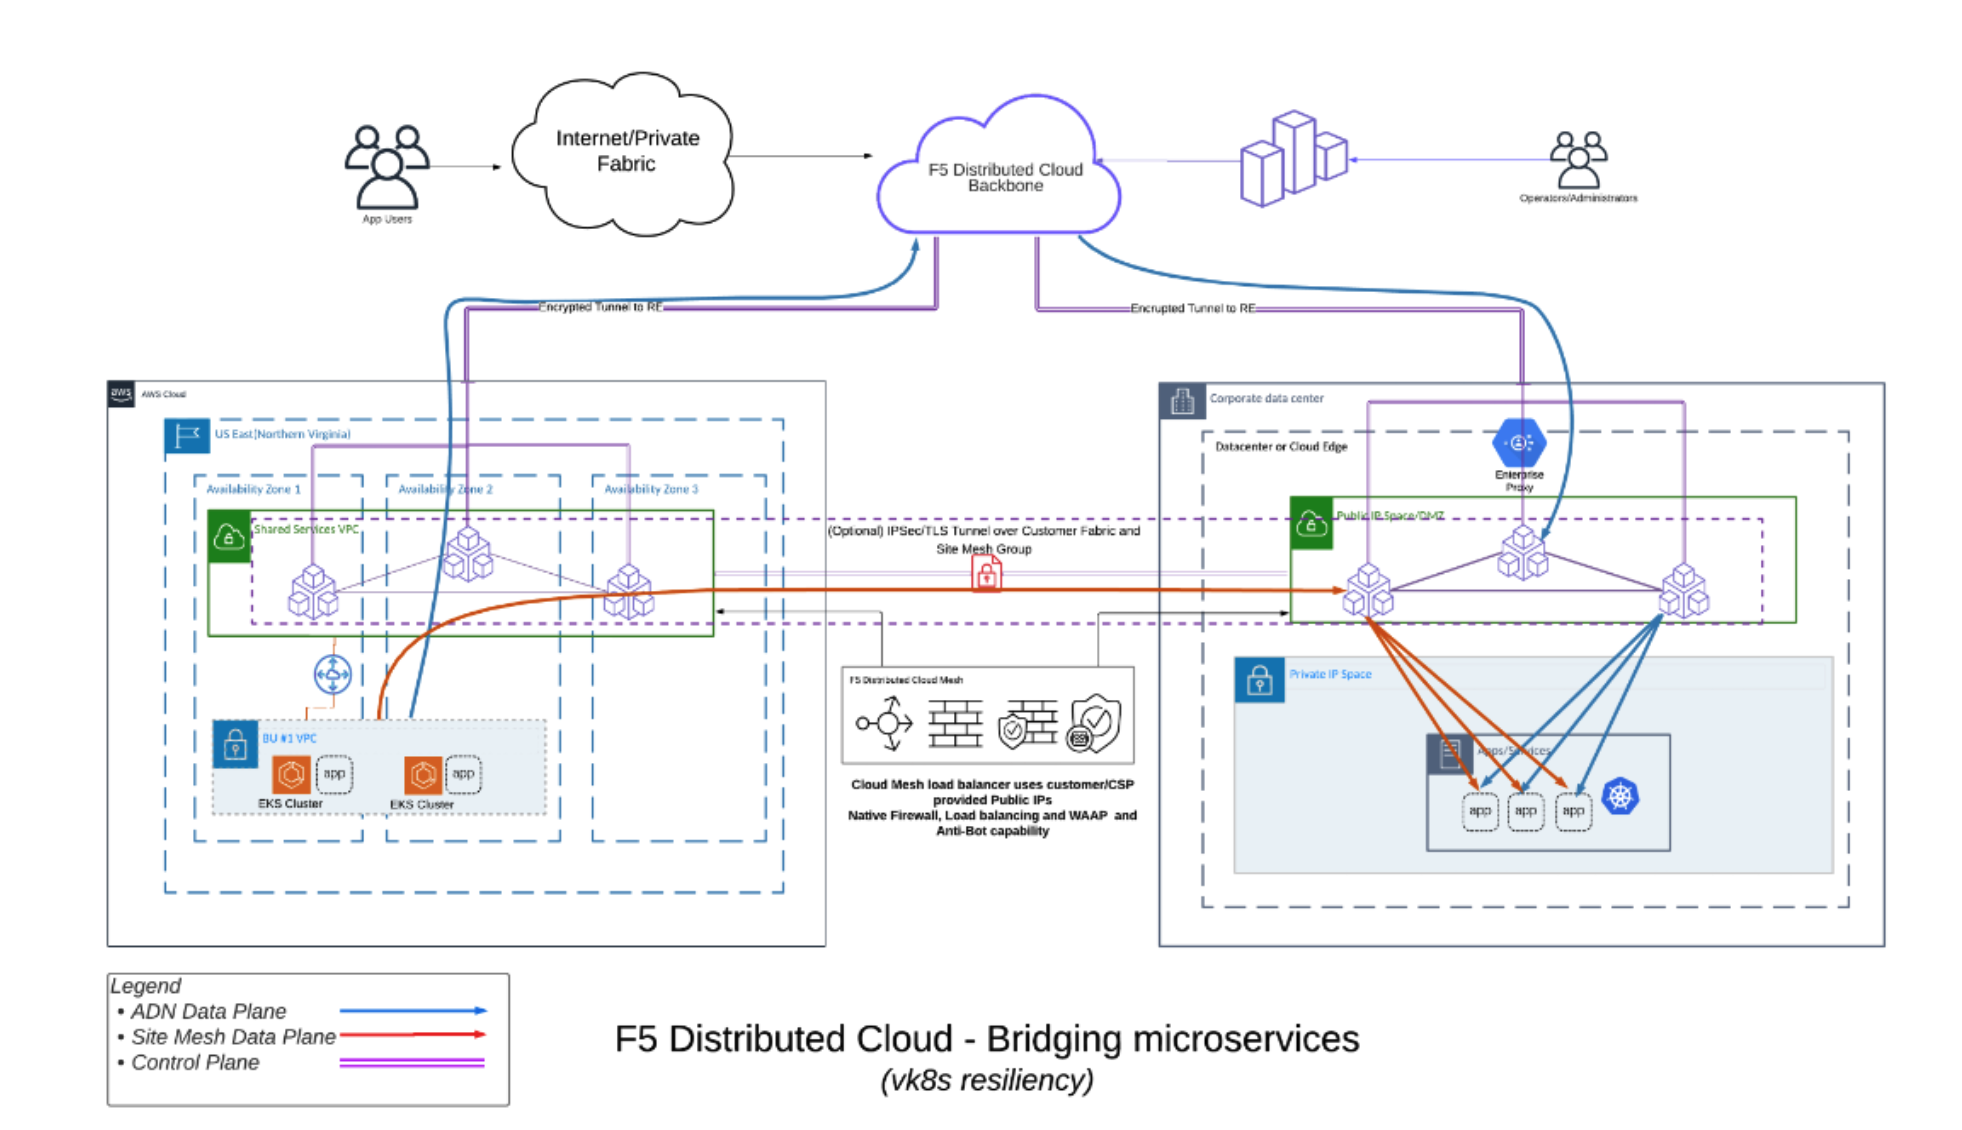 Internet/Private
Fabric
App Users
F5 Distributed Cloud
Backbone
Operators/Administrators
Encrypted Tunnel to RE
Encrupted Tunnel to RE
aws
AWS Cloud
US East(Northern Virginia)
Availability Zone 1
Availability Zone 2
Availability Zone 3
Shared Services VPC
BU #1 VPC
app
app
EKS Cluster
EKS Cluster
(Optional) IPSec/TLS Tunnel over Customer Fabric and
Site Mesh Group
F5 Distributed Cloud Mesh
Cloud Mesh load balancer uses customer/CSP
provided Public IPs
Native Firewall, Load balancing and WAAP and
Anti-Bot capability
Corporate data center
Datacenter or Cloud Edge
Enterprise
Proxy
Public IP Space/DMZ
Private IP Space
Apps/Services
app
app
app
Legend
• ADN Data Plane
• Site Mesh Data Plane
• Control Plane
F5 Distributed Cloud - Bridging microservices
(vk8s resiliency)